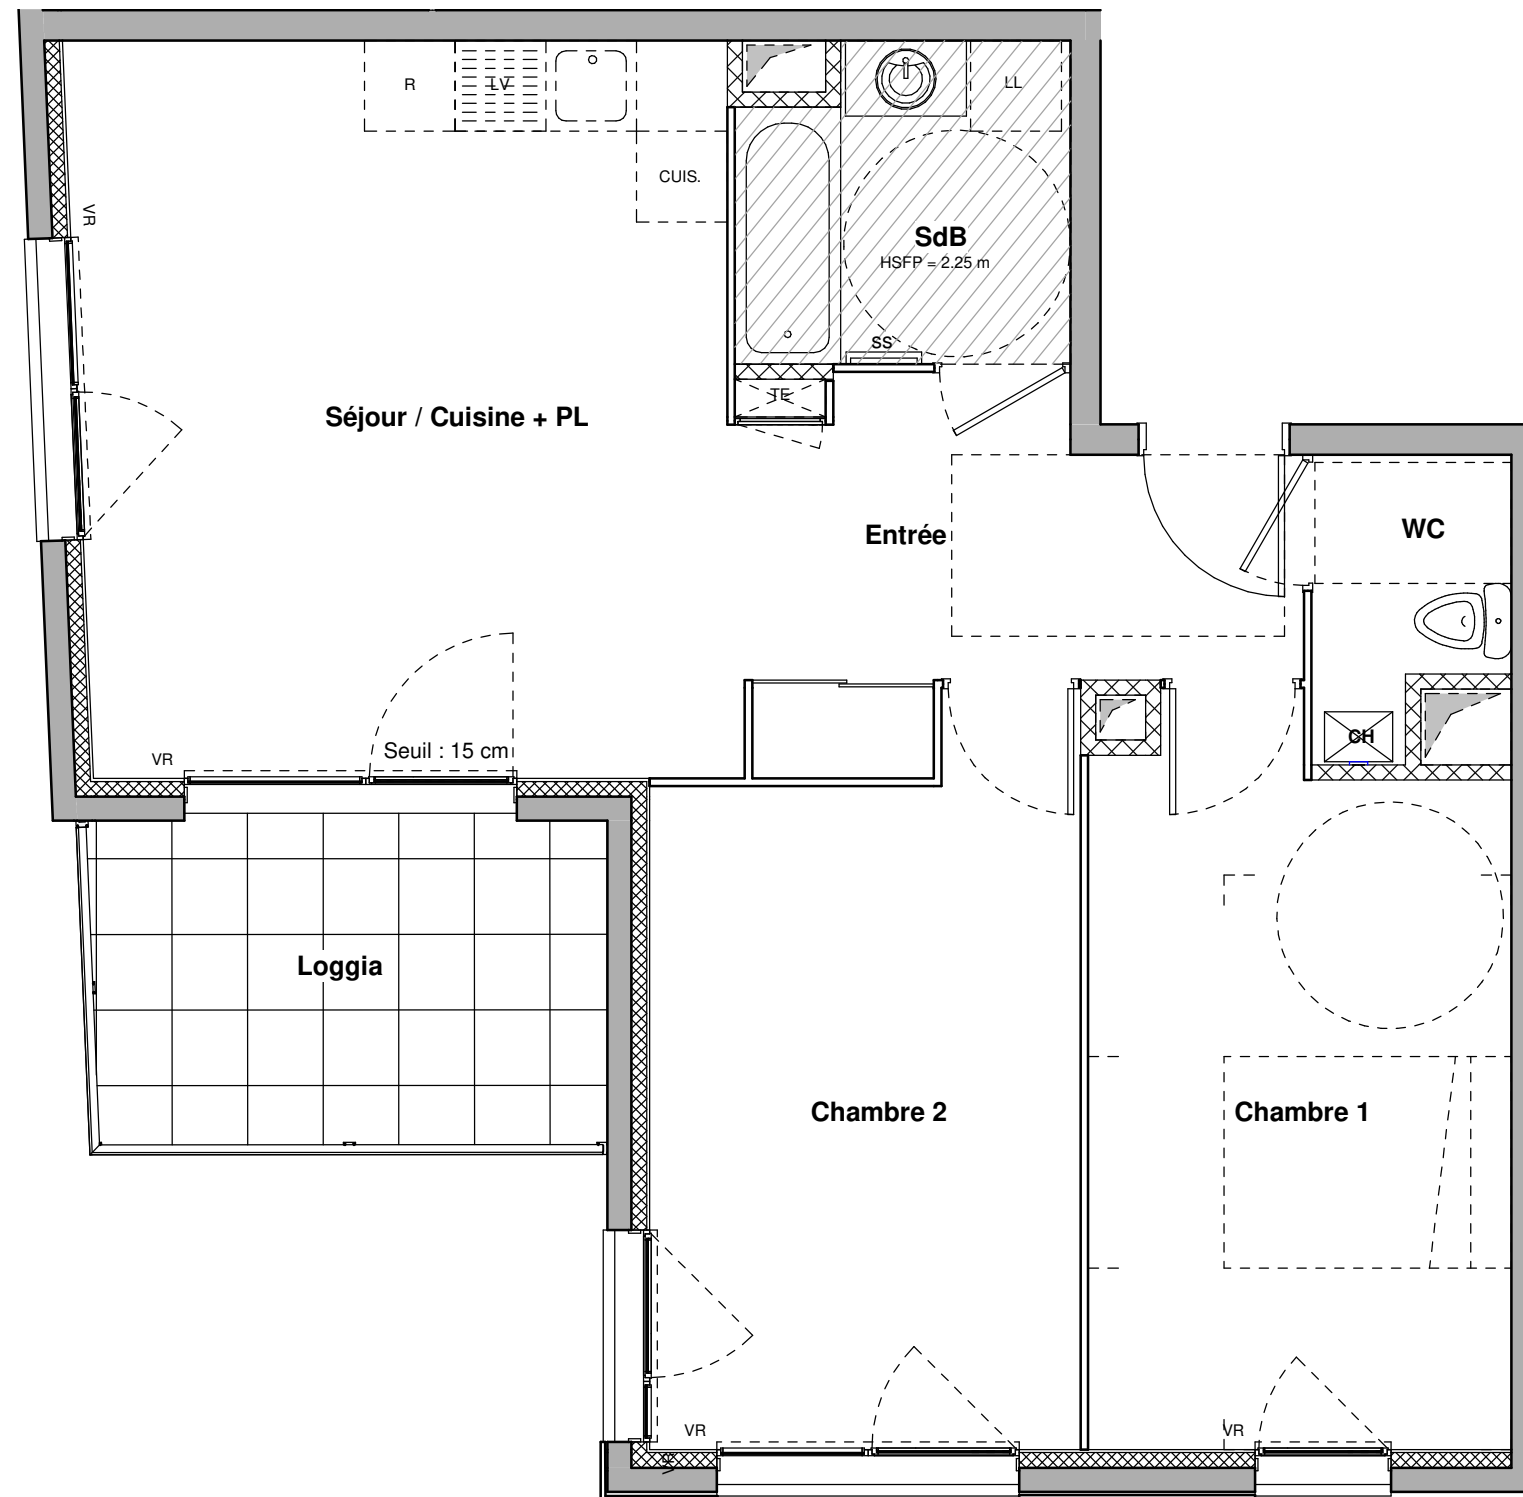 R
LV
LL
CUIS.
VR
SdB
HSFP = 2.25 m
SS
TE
Séjour / Cuisine + PL
Entrée
WC
CH
VR
Seuil : 15 cm
Loggia
Chambre 2
Chambre 1
VR
VR
VR